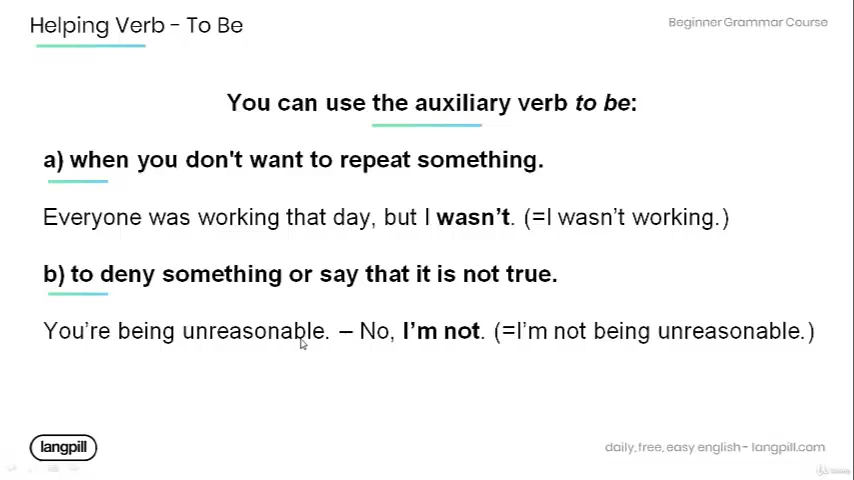 Helping Verb - To Be
Beginner Grammar Course
You can use the auxiliary verb to be:
a) when you don't want to repeat something.
Everyone was working that day, but I wasn't. (=I wasn't working.)
b) to deny something or say that it is not true.
You're being unreasonable. – No, I'm not. (=I'm not being unreasonable.)
langpill
daily, free, easy english - langpill.com
Udemy